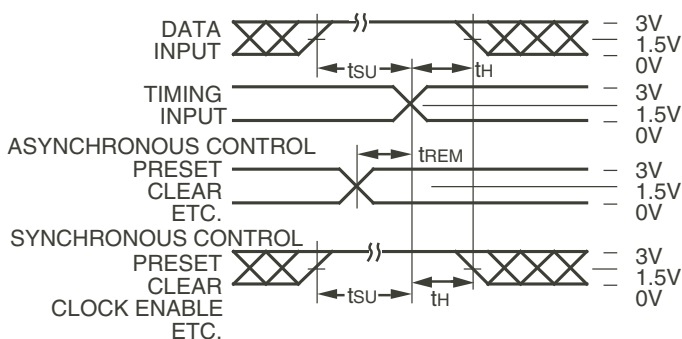 DATA
INPUT
3V
1.5V
0V
tSU
tH
TIMING
INPUT
3V
1.5V
0V
ASYNCHRONOUS CONTROL
tREM
PRESET
CLEAR
ETC.
3V
1.5V
0V
SYNCHRONOUS CONTROL
PRESET
CLEAR
CLOCK ENABLE
ETC.
tSU
tH
3V
1.5V
0V